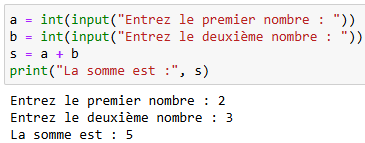 a = int(input("Entrez le premier nombre : "))
b = int(input("Entrez le deuxième nombre : "))
s = a + b
print("La somme est :", s)
Entrez le premier nombre : 2
Entrez le deuxième nombre : 3
La somme est : 5